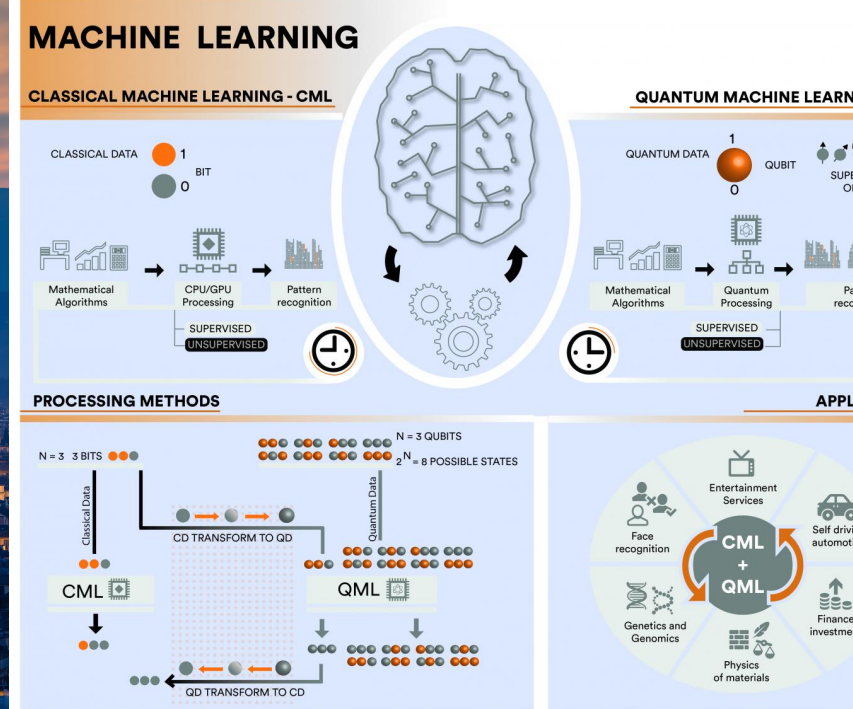 MACHINE LEARNING
CLASSICAL MACHINE LEARNING - CML
CLASSICAL DATA
1
BIT
0
Mathematical
Algorithms
CPU/GPU
Processing
Pattern
recognition
SUPERVISED
UNSUPERVISED
QUANTUM MACHINE
QUANTUM DATA
1
QUBIT
0
Mathematical
Algorithms
Quantum
Processing
SUPERVISED
UNSUPERVISED
PROCESSING METHODS
N = 3 3 BITS
N = 3 QUBITS
2^N = 8 POSSIBLE STATES
Classical Data
Quantum Data
CD TRANSFORM TO QD
CML
QML
QD TRANSFORM TO CD
Entertainment
Services
Face
recognition
Self
CML
+
QML
Genetics and
Genomics
Finance
Physics
of materials